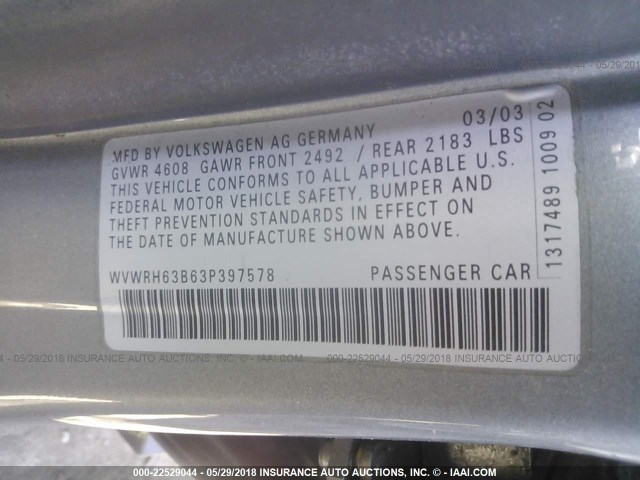 MFD BY VOLKSWAGEN AG GERMANY 03/03
GVWR 4608 GAWR FRONT 2492 / REAR 2183 LBS
THIS VEHICLE CONFORMS TO ALL APPLICABLE U.S.
FEDERAL MOTOR VEHICLE SAFETY, BUMPER AND
THEFT PREVENTION STANDARDS IN EFFECT ON
THE DATE OF MANUFACTURE SHOWN ABOVE.
WVWRH63B63P397578 PASSENGER CAR
1317489 1009 02
000-22529044 - 05/29/2018 INSURANCE AUTO AUCTIONS, INC. - © IAAI.COM